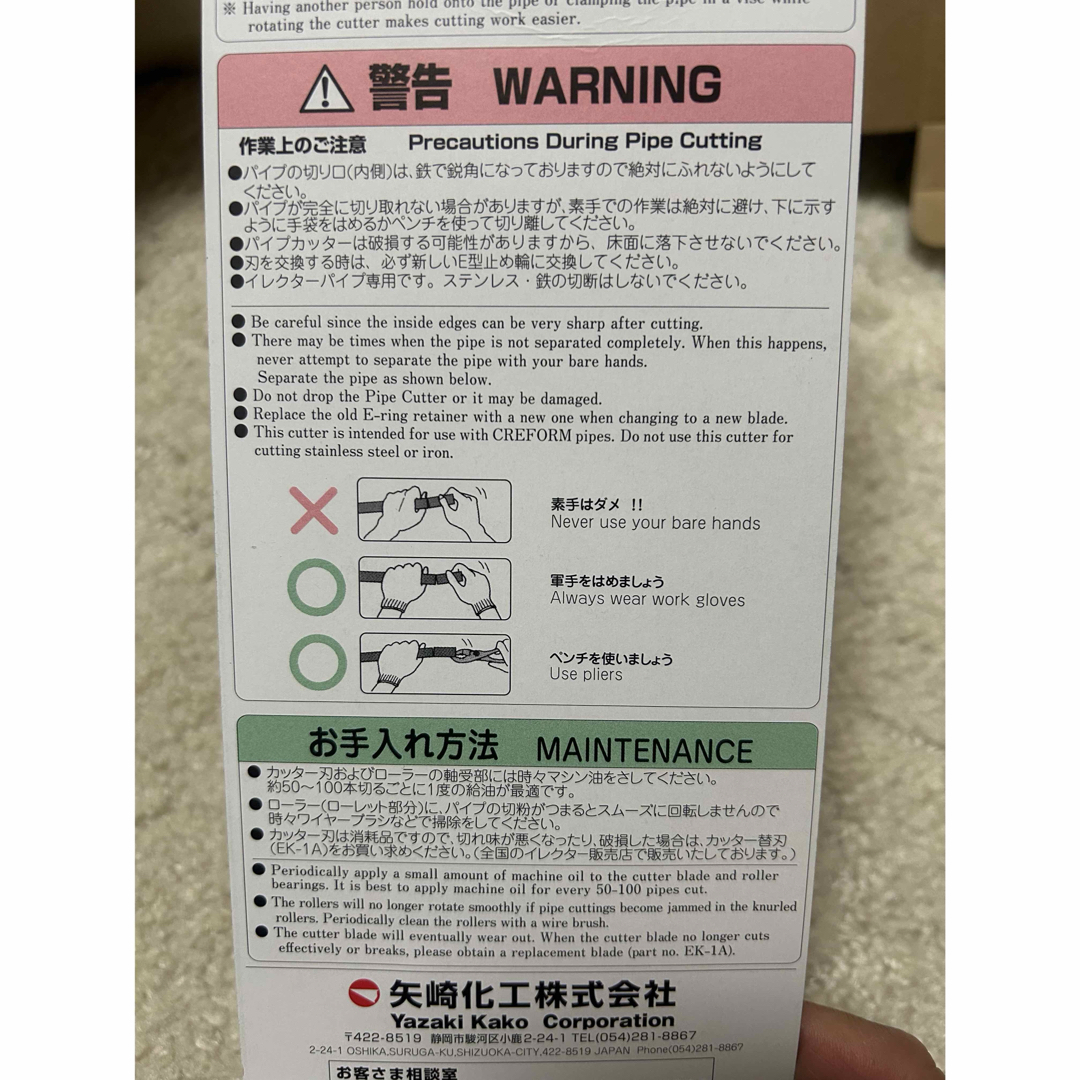 ※ Having another person hold onto the pipe or clamping the pipe in a vise while
rotating the cutter makes cutting work easier.
警告 WARNING
作業上のご注意 Precautions During Pipe Cutting
●パイプの切り口(内側)は、鉄で鋭角になっておりますので絶対にふれないようにして
ください。
●パイプが完全に切り取れない場合がありますが、素手での作業は絶対に避け、下に示す
ように手袋をはめるかペンチを使って切り離してください。
●パイプカッターは破損する可能性がありますから、床面に落下させないでください。
●刃を交換する時は、必ず新しいE型止め輪に交換してください。
●イレクターパイプ専用です。ステンレス・鉄の切断はしないでください。
● Be careful since the inside edges can be very sharp after cutting.
● There may be times when the pipe is not separated completely. When this happens,
never attempt to separate the pipe with your bare hands.
Separate the pipe as shown below.
● Do not drop the Pipe Cutter or it may be damaged.
● Replace the old E-ring retainer with a new one when changing to a new blade.
● This cutter is intended for use with CREFORM pipes. Do not use this cutter for
cutting stainless steel or iron.
素手はダメ !!
Never use your bare hands
軍手をはめましょう
Always wear work gloves
ペンチを使いましょう
Use pliers
お手入れ方法 MAINTENANCE
● カッター刃およびローラーの軸受部には時々マシン油をさしてください。
約50〜100本切るごとに1度の給油が最適です。
● ローラー(ローレット部分)に、パイプの切粉がつまるとスムーズに回転しませんので
時々ワイヤーブラシなどで掃除をしてください。
● カッター刃は消耗品ですので、切れ味が悪くなったり、破損した場合は、カッター替刃
(EK-1A)をお買い求めください。(全国のイレクター販売店で販売いたしております。)
● Periodically apply a small amount of machine oil to the cutter blade and roller
bearings. It is best to apply machine oil for every 50-100 pipes cut.
● The rollers will no longer rotate smoothly if pipe cuttings become jammed in the knurled
rollers. Periodically clean the rollers with a wire brush.
● The cutter blade will eventually wear out. When the cutter blade no longer cuts
effectively or breaks, please obtain a replacement blade (part no. EK-1A).
矢崎化工株式会社
Yazaki Kako Corporation
〒422-8519 静岡市駿河区小鹿2-24-1 TEL(054)281-8867
2-24-1 OSHIKA,SURUGA-KU,SHIZUOKA-CITY,422-8519 JAPAN Phone(054)281-8867
お客さま相談室